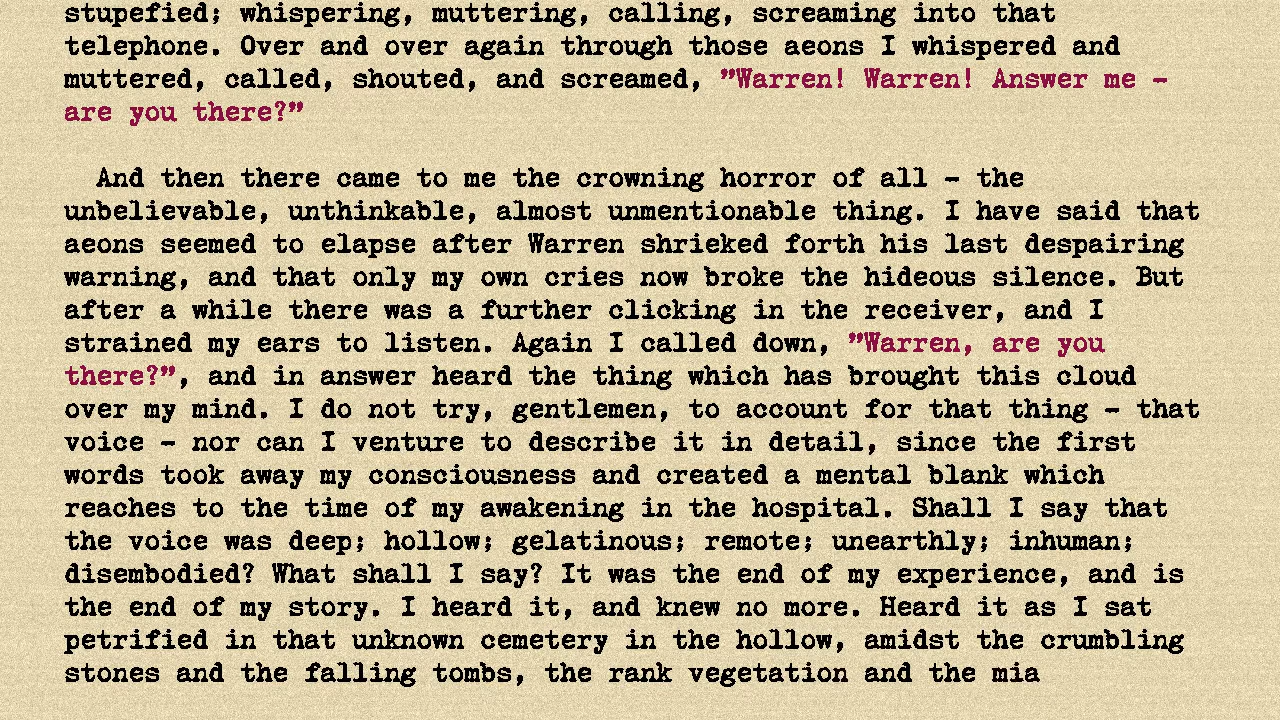 stupefied; whispering, muttering, calling, screaming into that
telephone. Over and over again through those aeons I whispered and
muttered, called, shouted, and screamed, ”Warren! Warren! Answer me –
are you there?”
And then there came to me the crowning horror of all – the
unbelievable, unthinkable, almost unmentionable thing. I have said that
aeons seemed to elapse after Warren shrieked forth his last despairing
warning, and that only my own cries now broke the hideous silence. But
after a while there was a further clicking in the receiver, and I
strained my ears to listen. Again I called down, ”Warren, are you
there?”, and in answer heard the thing which has brought this cloud
over my mind. I do not try, gentlemen, to account for that thing – that
voice – nor can I venture to describe it in detail, since the first
words took away my consciousness and created a mental blank which
reaches to the time of my awakening in the hospital. Shall I say that
the voice was deep; hollow; gelatinous; remote; unearthly; inhuman;
disembodied? What shall I say? It was the end of my experience, and is
the end of my story. I heard it, and knew no more. Heard it as I sat
petrified in that unknown cemetery in the hollow, amidst the crumbling
stones and the falling tombs, the rank vegetation and the mia